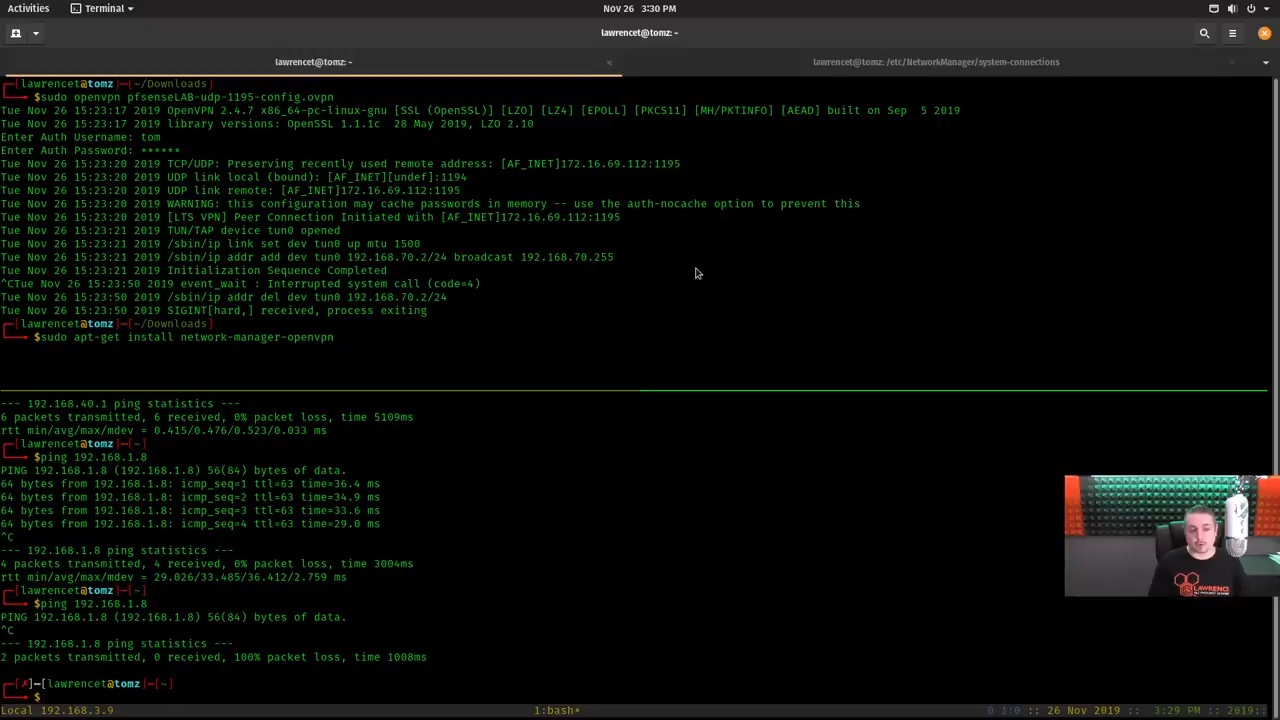 Activities
Terminal
Nov 26 3:30 PM
lawrencet@tomz: ~
lawrencet@tomz: ~
lawrencet@tomz: /etc/NetworkManager/system-connections
[lawrencet@tomz]─[~/Downloads]
$sudo openvpn pfsenseLAB-udp-1195-config.ovpn
Tue Nov 26 15:23:17 2019 OpenVPN 2.4.7 x86_64-pc-linux-gnu [SSL (OpenSSL)] [LZO] [LZ4] [EPOLL] [PKCS11] [MH/PKTINFO] [AEAD] built on Sep  5 2019
Tue Nov 26 15:23:17 2019 library versions: OpenSSL 1.1.1c  28 May 2019, LZO 2.10
Enter Auth Username: tom
Enter Auth Password: ******
Tue Nov 26 15:23:20 2019 TCP/UDP: Preserving recently used remote address: [AF_INET]172.16.69.112:1195
Tue Nov 26 15:23:20 2019 UDP link local (bound): [AF_INET][undef]:1194
Tue Nov 26 15:23:20 2019 UDP link remote: [AF_INET]172.16.69.112:1195
Tue Nov 26 15:23:20 2019 WARNING: this configuration may cache passwords in memory -- use the auth-nocache option to prevent this
Tue Nov 26 15:23:20 2019 [LTS VPN] Peer Connection Initiated with [AF_INET]172.16.69.112:1195
Tue Nov 26 15:23:21 2019 TUN/TAP device tun0 opened
Tue Nov 26 15:23:21 2019 /sbin/ip link set dev tun0 up mtu 1500
Tue Nov 26 15:23:21 2019 /sbin/ip addr add dev tun0 192.168.70.2/24 broadcast 192.168.70.255
Tue Nov 26 15:23:21 2019 Initialization Sequence Completed
^CTue Nov 26 15:23:50 2019 event_wait : Interrupted system call (code=4)
Tue Nov 26 15:23:50 2019 /sbin/ip addr del dev tun0 192.168.70.2/24
Tue Nov 26 15:23:50 2019 SIGINT[hard,] received, process exiting
[lawrencet@tomz]─[~/Downloads]
$sudo apt-get install network-manager-openvpn
--- 192.168.40.1 ping statistics ---
6 packets transmitted, 6 received, 0% packet loss, time 5109ms
rtt min/avg/max/mdev = 0.415/0.476/0.523/0.033 ms
[lawrencet@tomz]─[~]
$ping 192.168.1.8
PING 192.168.1.8 (192.168.1.8) 56(84) bytes of data.
64 bytes from 192.168.1.8: icmp_seq=1 ttl=63 time=36.4 ms
64 bytes from 192.168.1.8: icmp_seq=2 ttl=63 time=34.9 ms
64 bytes from 192.168.1.8: icmp_seq=3 ttl=63 time=33.6 ms
64 bytes from 192.168.1.8: icmp_seq=4 ttl=63 time=29.0 ms
^C
--- 192.168.1.8 ping statistics ---
4 packets transmitted, 4 received, 0% packet loss, time 3004ms
rtt min/avg/max/mdev = 29.026/33.485/36.412/2.759 ms
[lawrencet@tomz]─[~]
$ping 192.168.1.8
PING 192.168.1.8 (192.168.1.8) 56(84) bytes of data.
^C
--- 192.168.1.8 ping statistics ---
2 packets transmitted, 0 received, 100% packet loss, time 1008ms
[✗]─[lawrencet@tomz]─[~]
$
Local 192.168.3.9
1:bash*
0 1:0 :: 26 Nov 2019 :: 3:29 PM :: 2019::